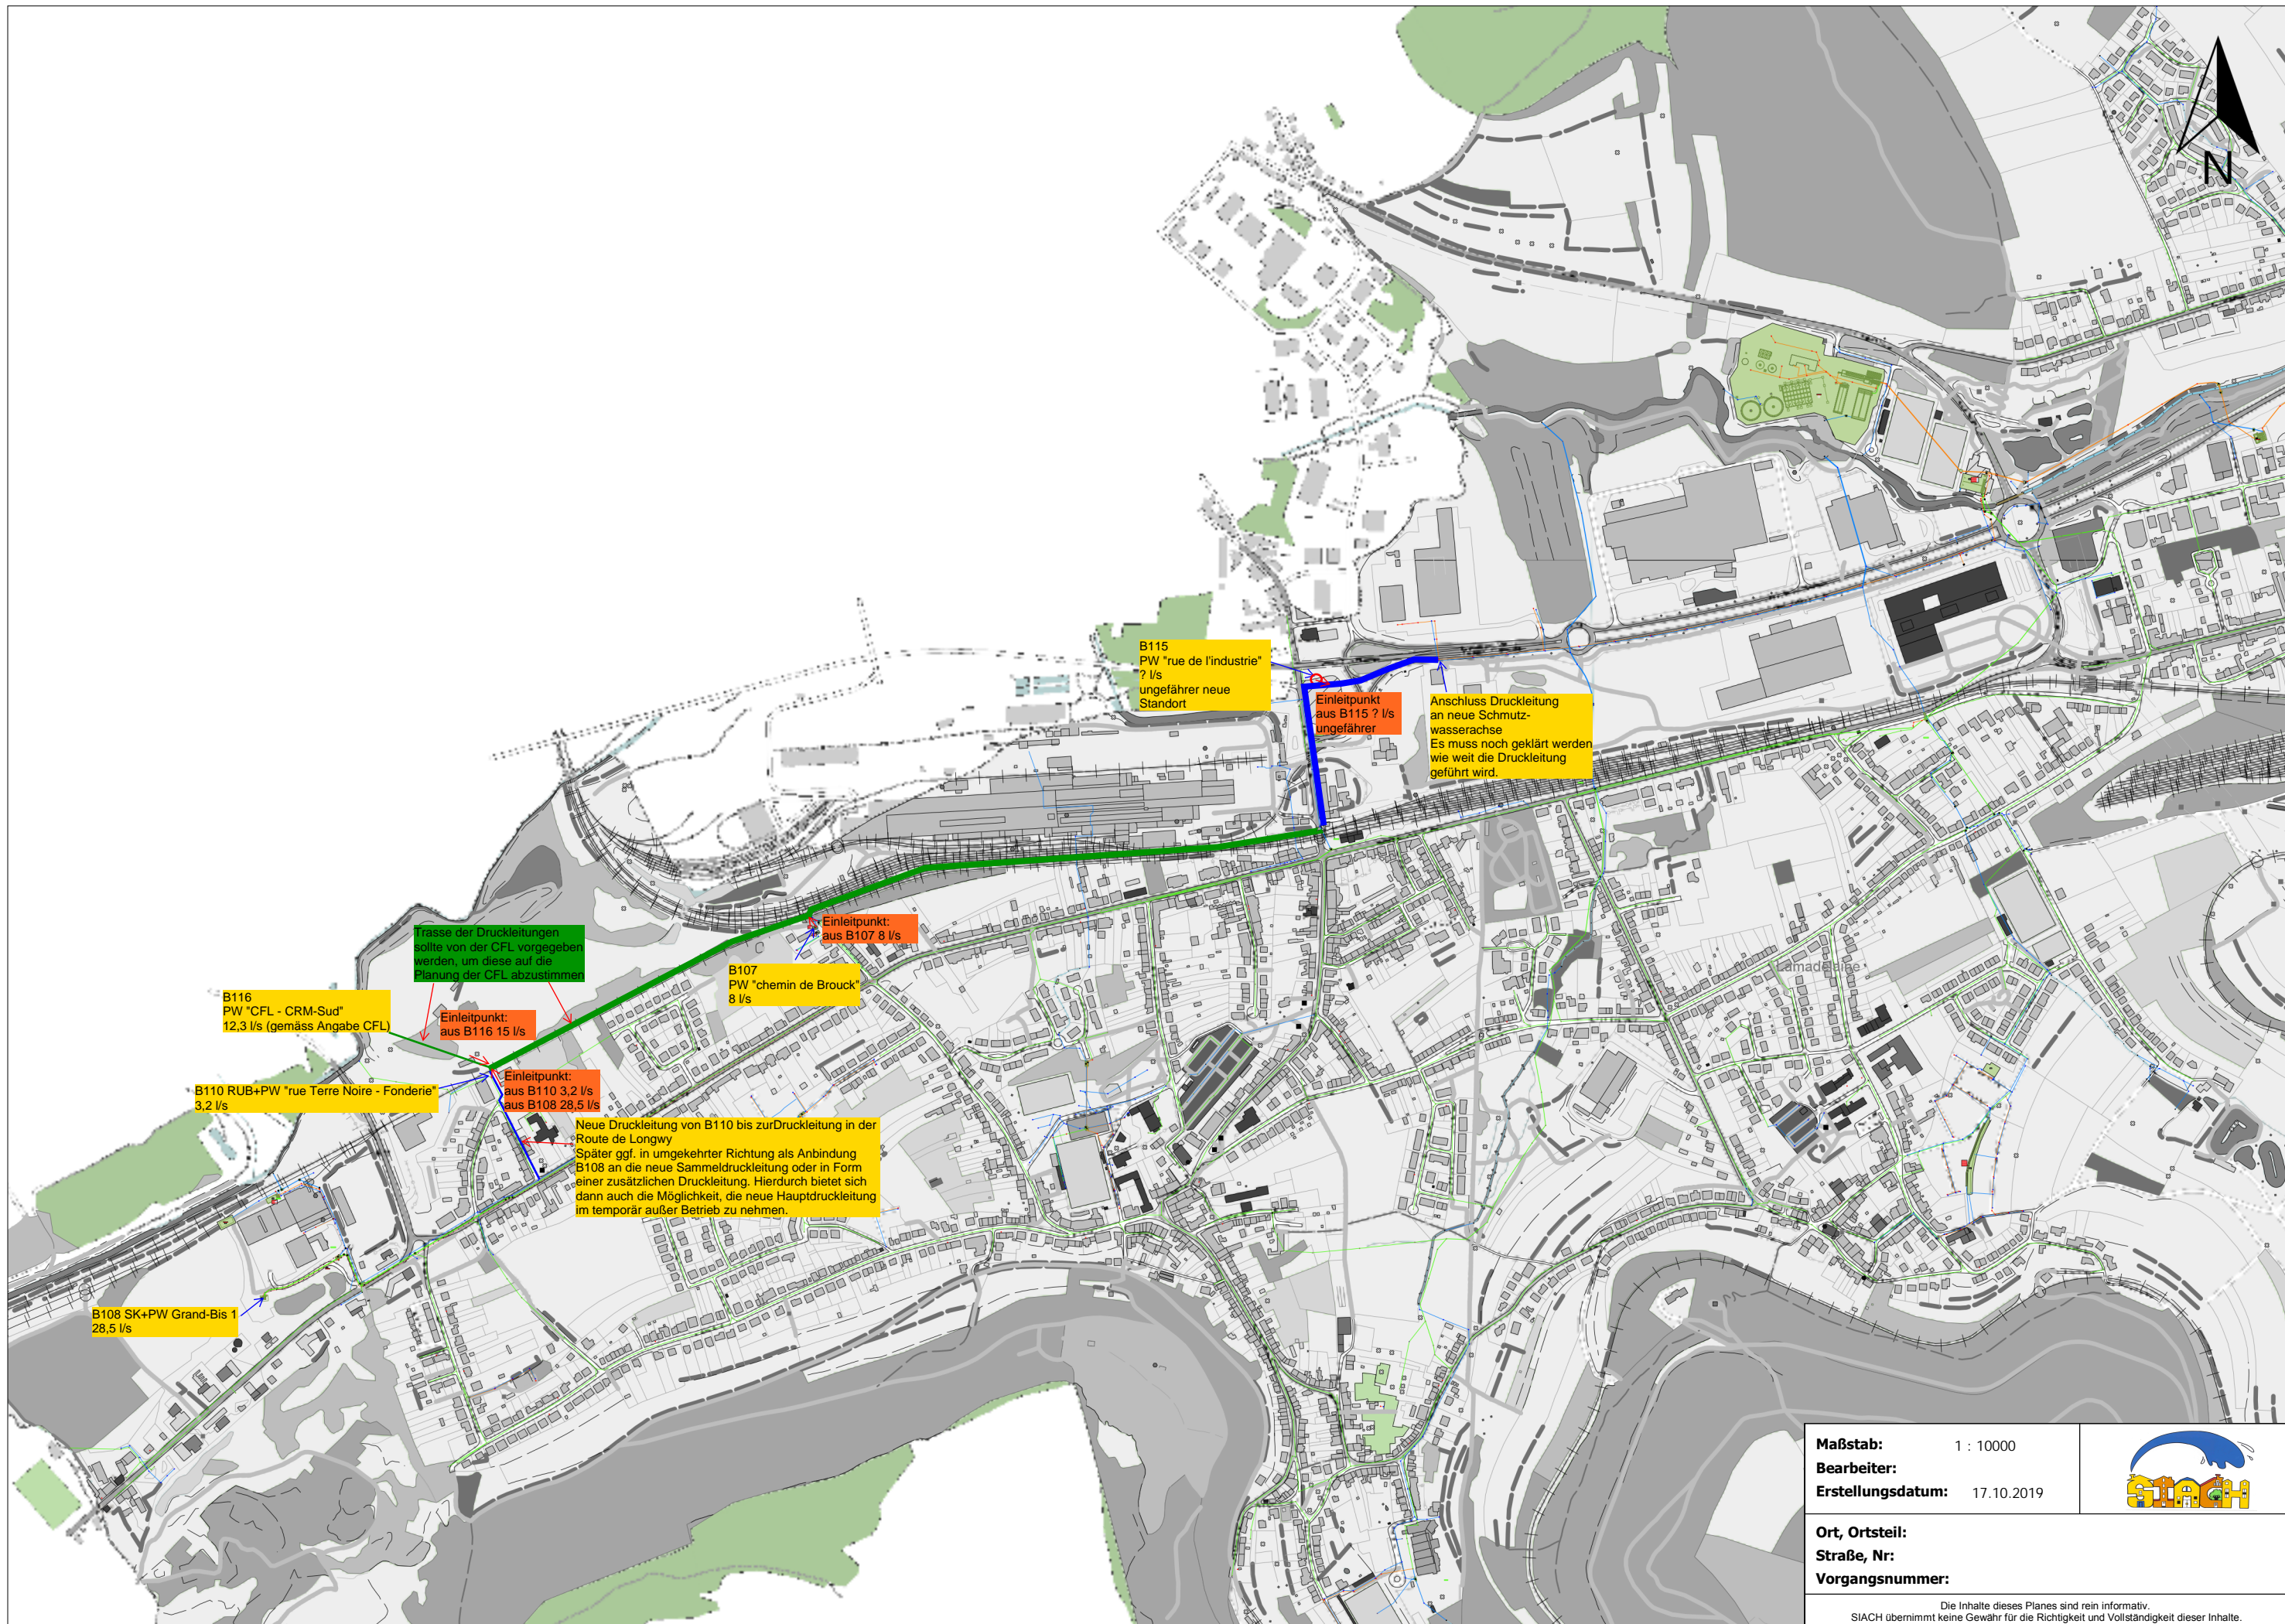 N
B115
PW "rue de l'industrie"
? l/s
ungefährer neue
Standort
Einleitpunkt
aus B115 ? l/s
ungefährer
Anschluss Druckleitung
an neue Schmutz-
wasserachse
Es muss noch geklärt werden
wie weit die Druckleitung
geführt wird.
Einleitpunkt:
aus B107 8 l/s
B107
PW "chemin de Brouck"
8 l/s
Trasse der Druckleitungen
sollte von der CFL vorgegeben
werden, um diese auf die
Planung der CFL abzustimmen
B116
PW "CFL - CRM-Sud"
12,3 l/s (gemäss Angabe CFL)
Einleitpunkt:
aus B116 15 l/s
Lamadelaine
B110 RUB+PW "rue Terre Noire - Fonderie"
3,2 l/s
Einleitpunkt:
aus B110 3,2 l/s
aus B108 28,5 l/s
Neue Druckleitung von B110 bis zurDruckleitung in der
Route de Longwy
Später ggf. in umgekehrter Richtung als Anbindung
B108 an die neue Sammeldruckleitung oder in Form
einer zusätzlichen Druckleitung. Hierdurch bietet sich
dann auch die Möglichkeit, die neue Hauptdruckleitung
im temporär außer Betrieb zu nehmen.
B108 SK+PW Grand-Bis 1
28,5 l/s
Maßstab: 1 : 10000
Bearbeiter:
Erstellungsdatum: 17.10.2019
SIACH
Ort, Ortsteil:
Straße, Nr:
Vorgangsnummer:
Die Inhalte dieses Planes sind rein informativ.
SIACH übernimmt keine Gewähr für die Richtigkeit und Vollständigkeit dieser Inhalte.